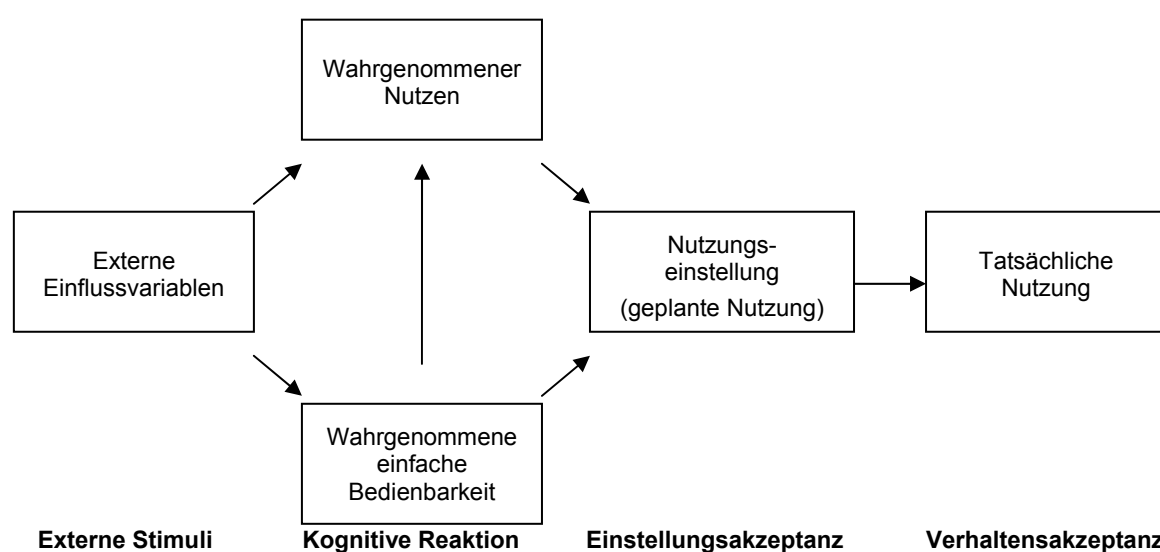 Wahrgenommener
Nutzen
Externe
Einflussvariablen
Nutzungs-
einstellung
(geplante Nutzung)
Tatsächliche
Nutzung
Wahrgenommene
einfache
Bedienbarkeit
Externe Stimuli
Kognitive Reaktion
Einstellungsakzeptanz
Verhaltensakzeptanz